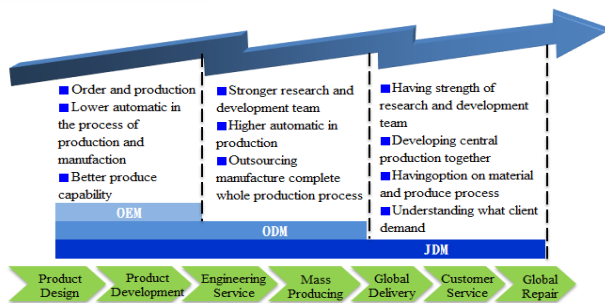 Order and production
Lower automatic in
the process of
production and
manufaction
Better produce
capability
Stronger research and
development team
Higher automatic in
production
Outsourcing
manufacture complete
whole production process
Having strength of
research and development
team
Developing central
production together
Havingoption on material
and produce process
Understanding what client
demand
OEM
ODM
JDM
Product
Design
Product
Development
Engineering
Service
Mass
Producing
Global
Delivery
Customer
Service
Global
Repair